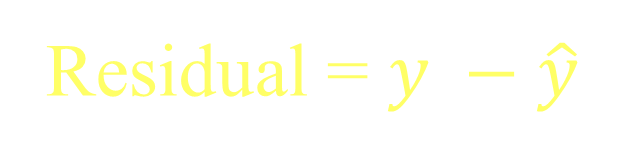 Residual = y − ŷ